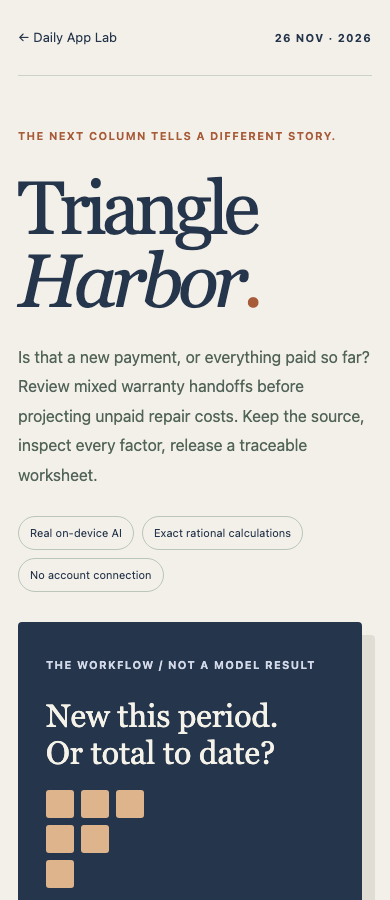 ← Daily App Lab
26 NOV · 2026
THE NEXT COLUMN TELLS A DIFFERENT STORY.
Triangle
Harbor.
Is that a new payment, or everything paid so far?
Review mixed warranty handoffs before
projecting unpaid repair costs. Keep the source,
inspect every factor, release a traceable
worksheet.
Real on-device AI
Exact rational calculations
No account connection
THE WORKFLOW / NOT A MODEL RESULT
New this period.
Or total to date?